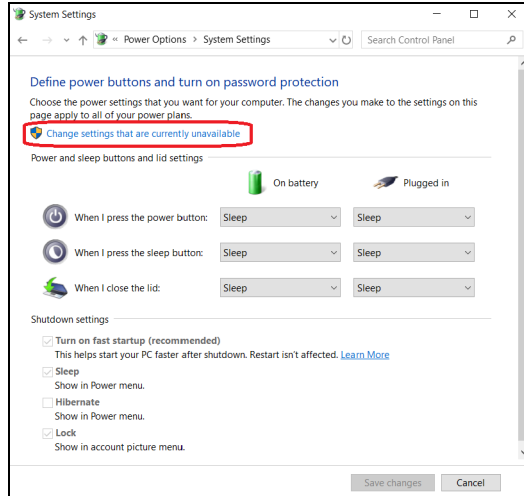 System Settings
« Power Options > System Settings
Search Control Panel
Define power buttons and turn on password protection
Choose the power settings that you want for your computer. The changes you make to the settings on this
page apply to all of your power plans.
Change settings that are currently unavailable
Power and sleep buttons and lid settings
On battery Plugged in
When I press the power button: Sleep Sleep
When I press the sleep button: Sleep Sleep
When I close the lid: Sleep Sleep
Shutdown settings
Turn on fast startup (recommended)
This helps start your PC faster after shutdown. Restart isn't affected. Learn More
Sleep
Show in Power menu.
Hibernate
Show in Power menu.
Lock
Show in account picture menu.
Save changes Cancel